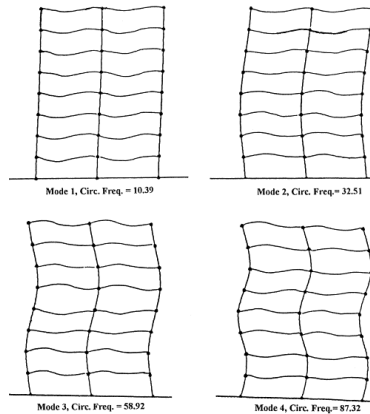 Mode 1, Circ. Freq. = 10.39
Mode 2, Circ. Freq.= 32.51
Mode 3, Circ. Freq. = 58.92
Mode 4, Circ. Freq.= 87.32